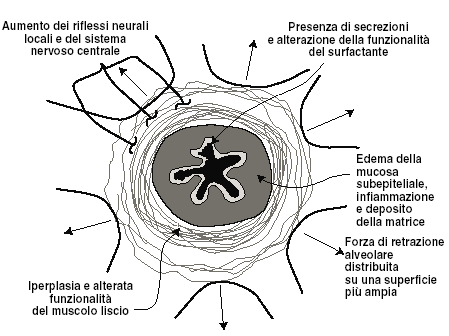 Aumento dei riflessi neurali
locali e del sistema
nervoso centrale
Presenza di secrezioni
e alterazione della funzionalità
del surfactante
Edema della
mucosa
subepiteliale,
infiammazione
e deposito
della matrice
Forza di retrazione
alveolare
distribuita
su una superficie
più ampia
Iperplasia e alterata
funzionalità
del muscolo liscio